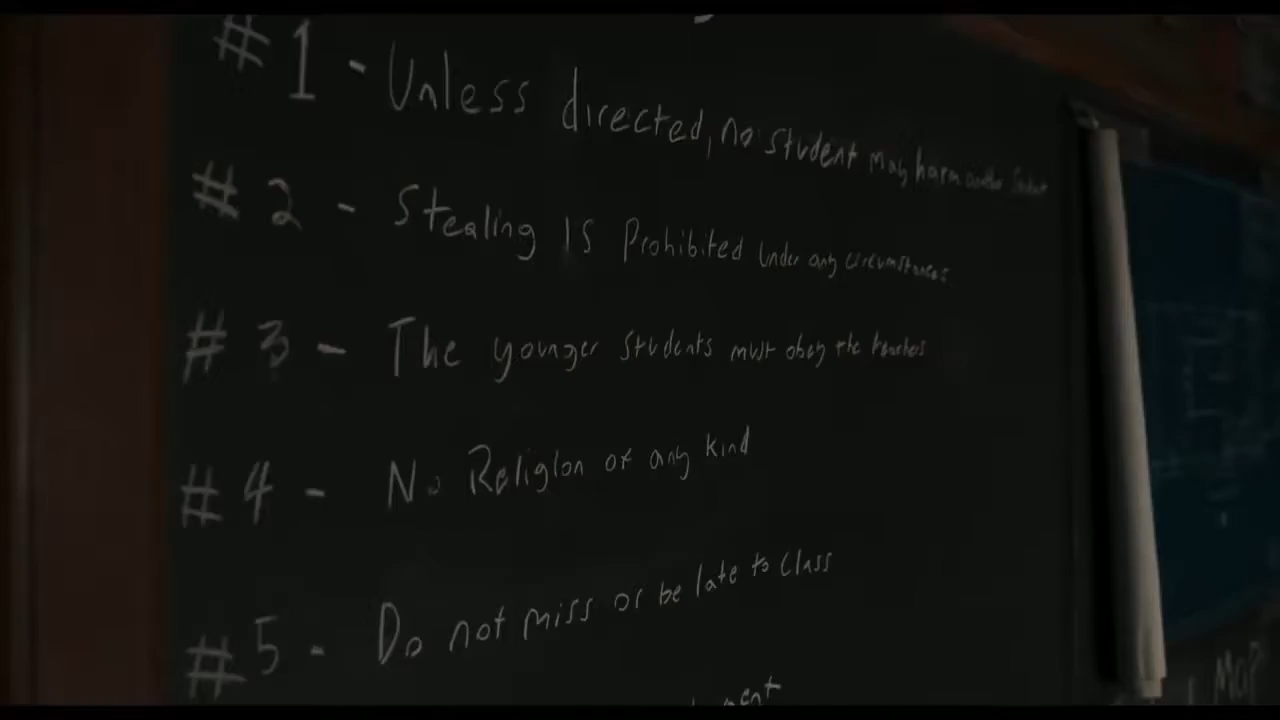 #1 - Unless directed, no student may harm another student
#2 - Stealing IS Prohibited under any circumstances
#3 - The younger students must obey the teachers
#4 - No Religion of any kind
#5 - Do not miss or be late to class
MAP